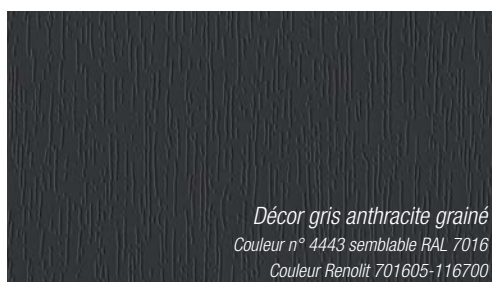 Décor gris anthracite grainé
Couleur n° 4443 semblable RAL 7016
Couleur Renolit 701605-116700